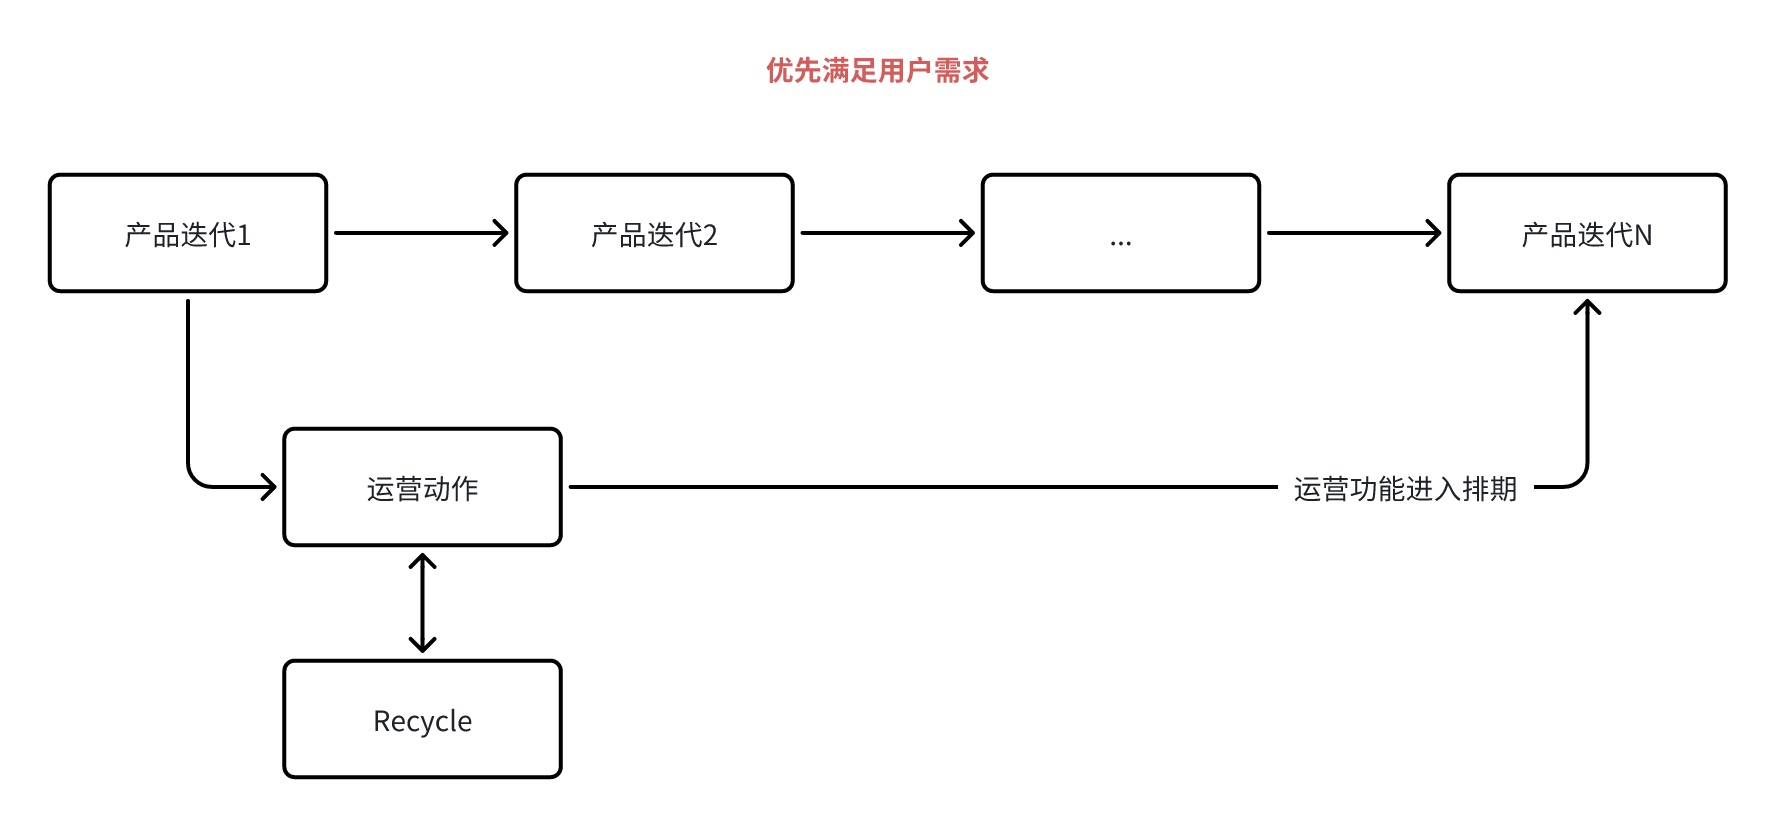 优先满足用户需求
产品迭代1
产品迭代2
...
产品迭代N
运营动作
运营功能进入排期
Recycle